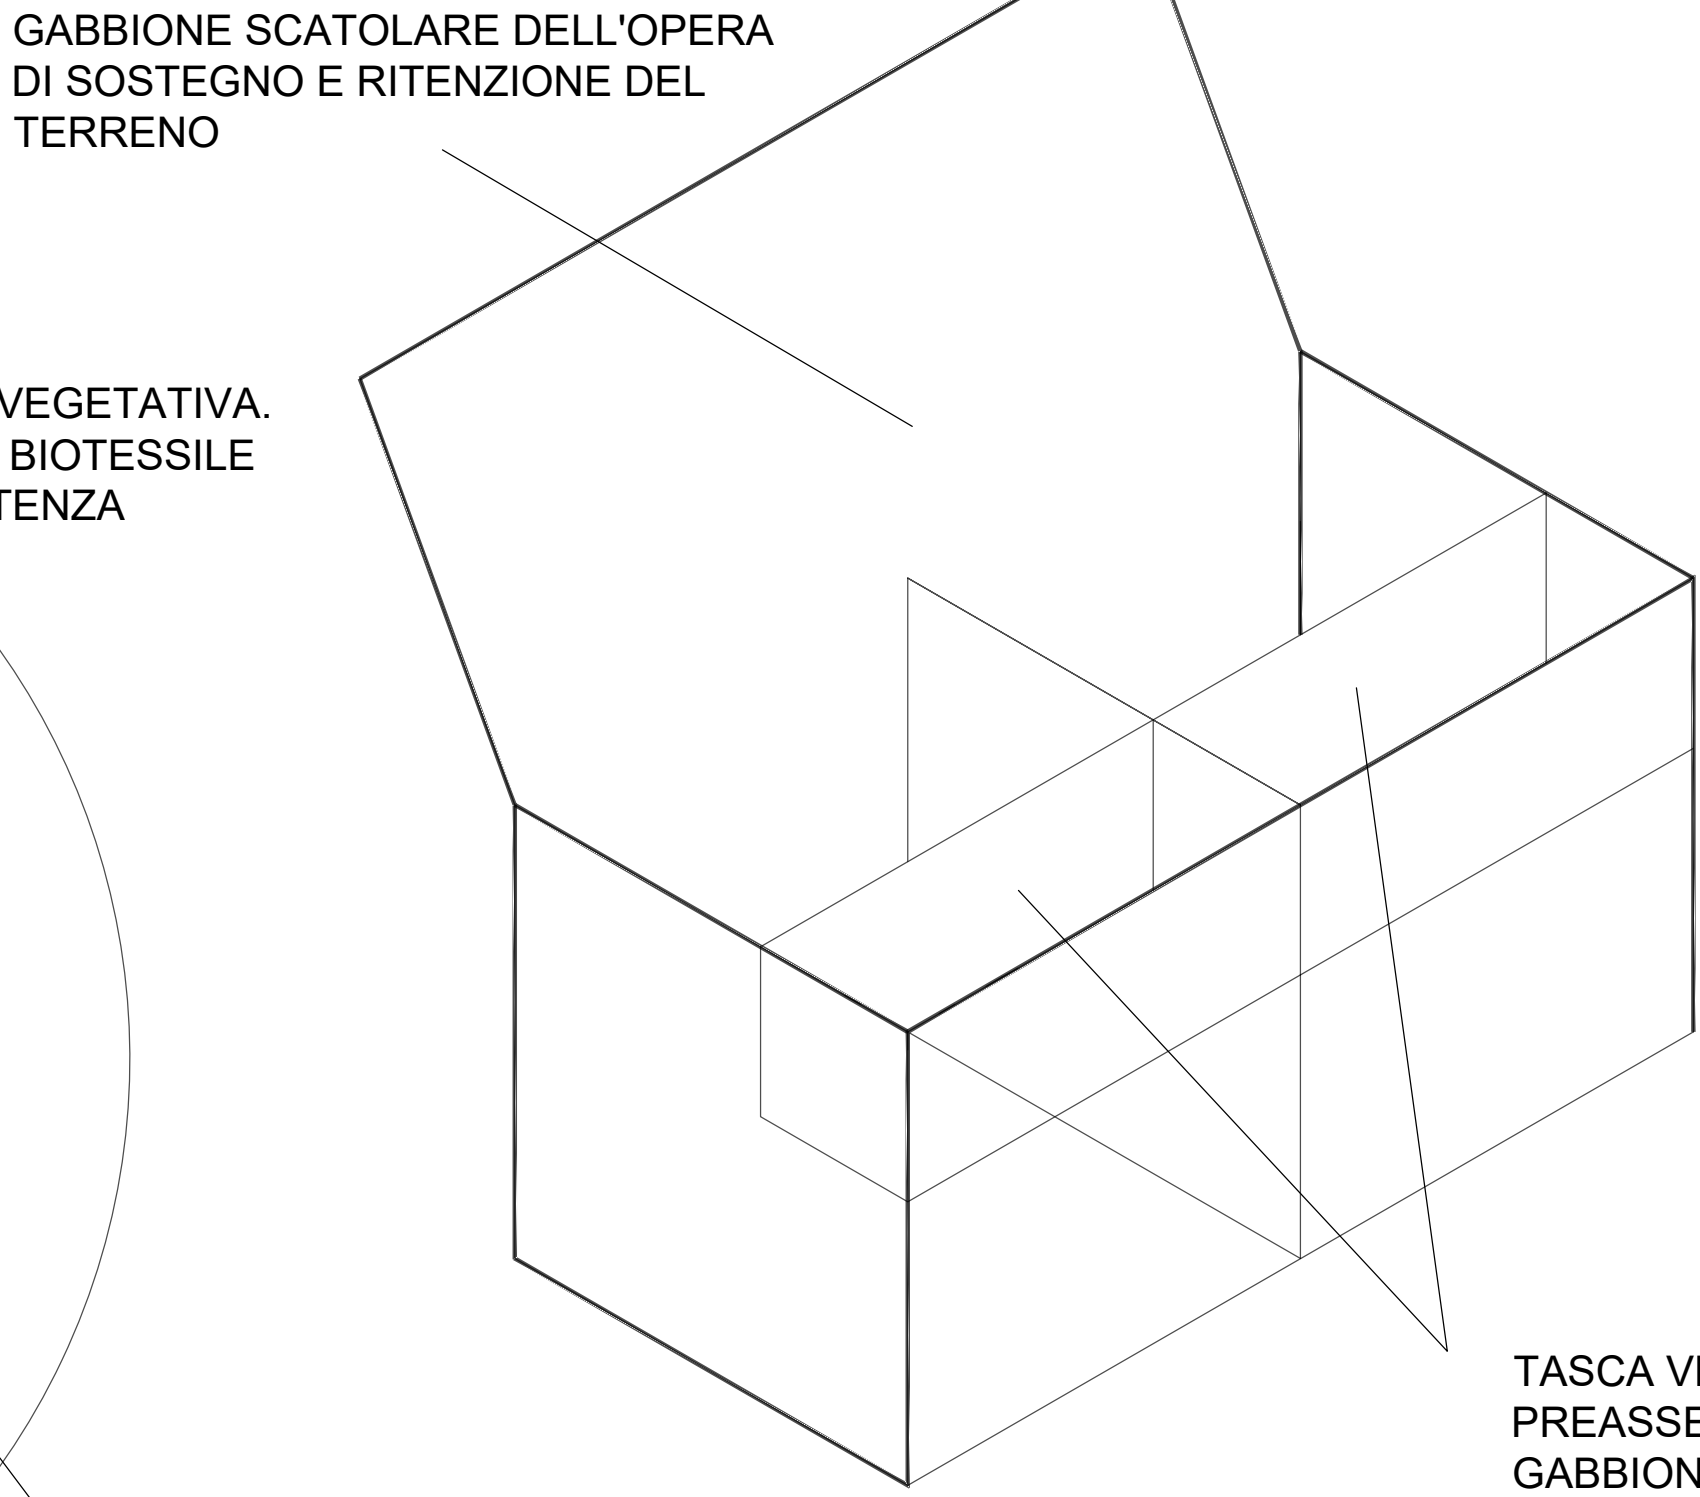 GABBIONE SCATOLARE DELL'OPERA
DI SOSTEGNO E RITENZIONE DEL
TERRENO
VEGETATIVA.
BIOTESSILE
TENZA
TASCA
PREASSE
GABBION